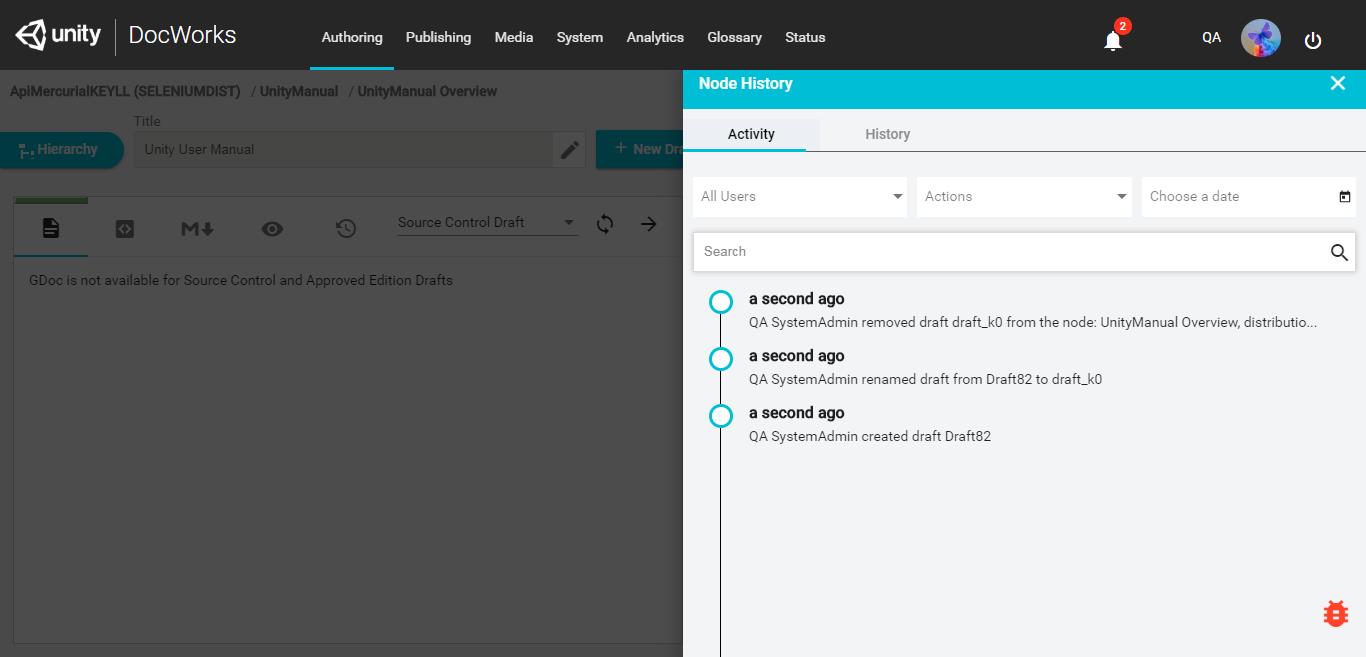 unity DocWorks
Authoring Publishing Media System Analytics Glossary Status
2
QA
ApiMercurialKEYLL (SELENIUMDIST) / UnityManual / UnityManual Overview
Title
Hierarchy
Unity User Manual
+ New Dra
M
Source Control Draft
GDoc is not available for Source Control and Approved Edition Drafts
Node History
Activity History
All Users Actions Choose a date
Search
a second ago
QA SystemAdmin removed draft draft_k0 from the node: UnityManual Overview, distributio...
a second ago
QA SystemAdmin renamed draft from Draft82 to draft_k0
a second ago
QA SystemAdmin created draft Draft82